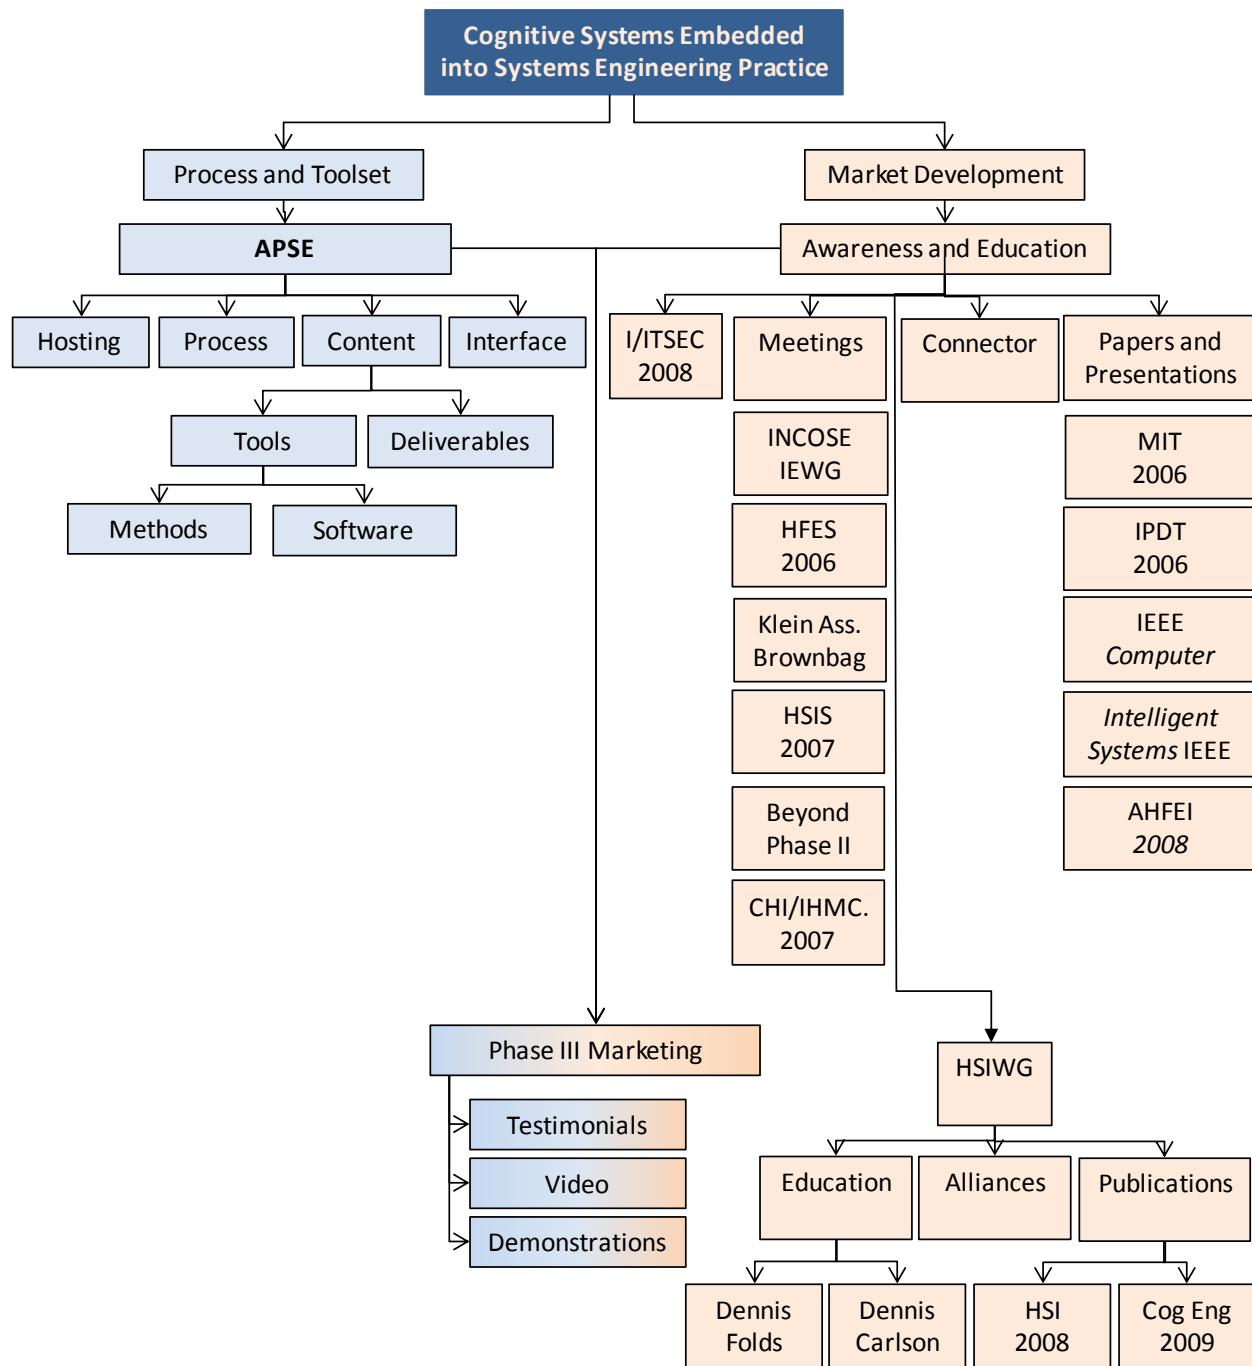 Cognitive Systems Embedded
into Systems Engineering Practice
Process and Toolset
Market Development
APSE
Awareness and Education
Hosting
Process
Content
Interface
I/ITSEC
2008
Meetings
Connector
Papers and
Presentations
Tools
Deliverables
Methods
Software
INCOSE
IEWG
HFES
2006
Klein Ass.
Brownbag
HSIS
2007
Beyond
Phase II
CHI/IHMC.
2007
MIT
2006
IPDT
2006
IEEE
Computer
Intelligent
Systems IEEE
AHFEI
2008
Phase III Marketing
Testimonials
Video
Demonstrations
HSIWG
Education
Alliances
Publications
Dennis
Folds
Dennis
Carlson
HSI
2008
Cog Eng
2009